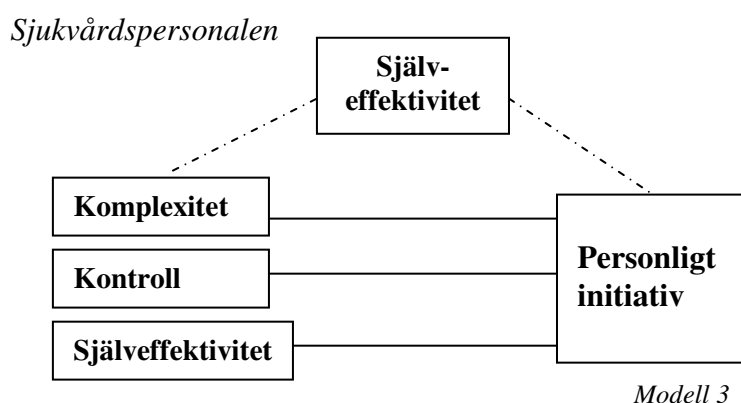 Sjukvårdspersonalen
Själv-
effektivitet
Komplexitet
Kontroll
Själveffektivitet
Personligt
initiativ
Modell 3